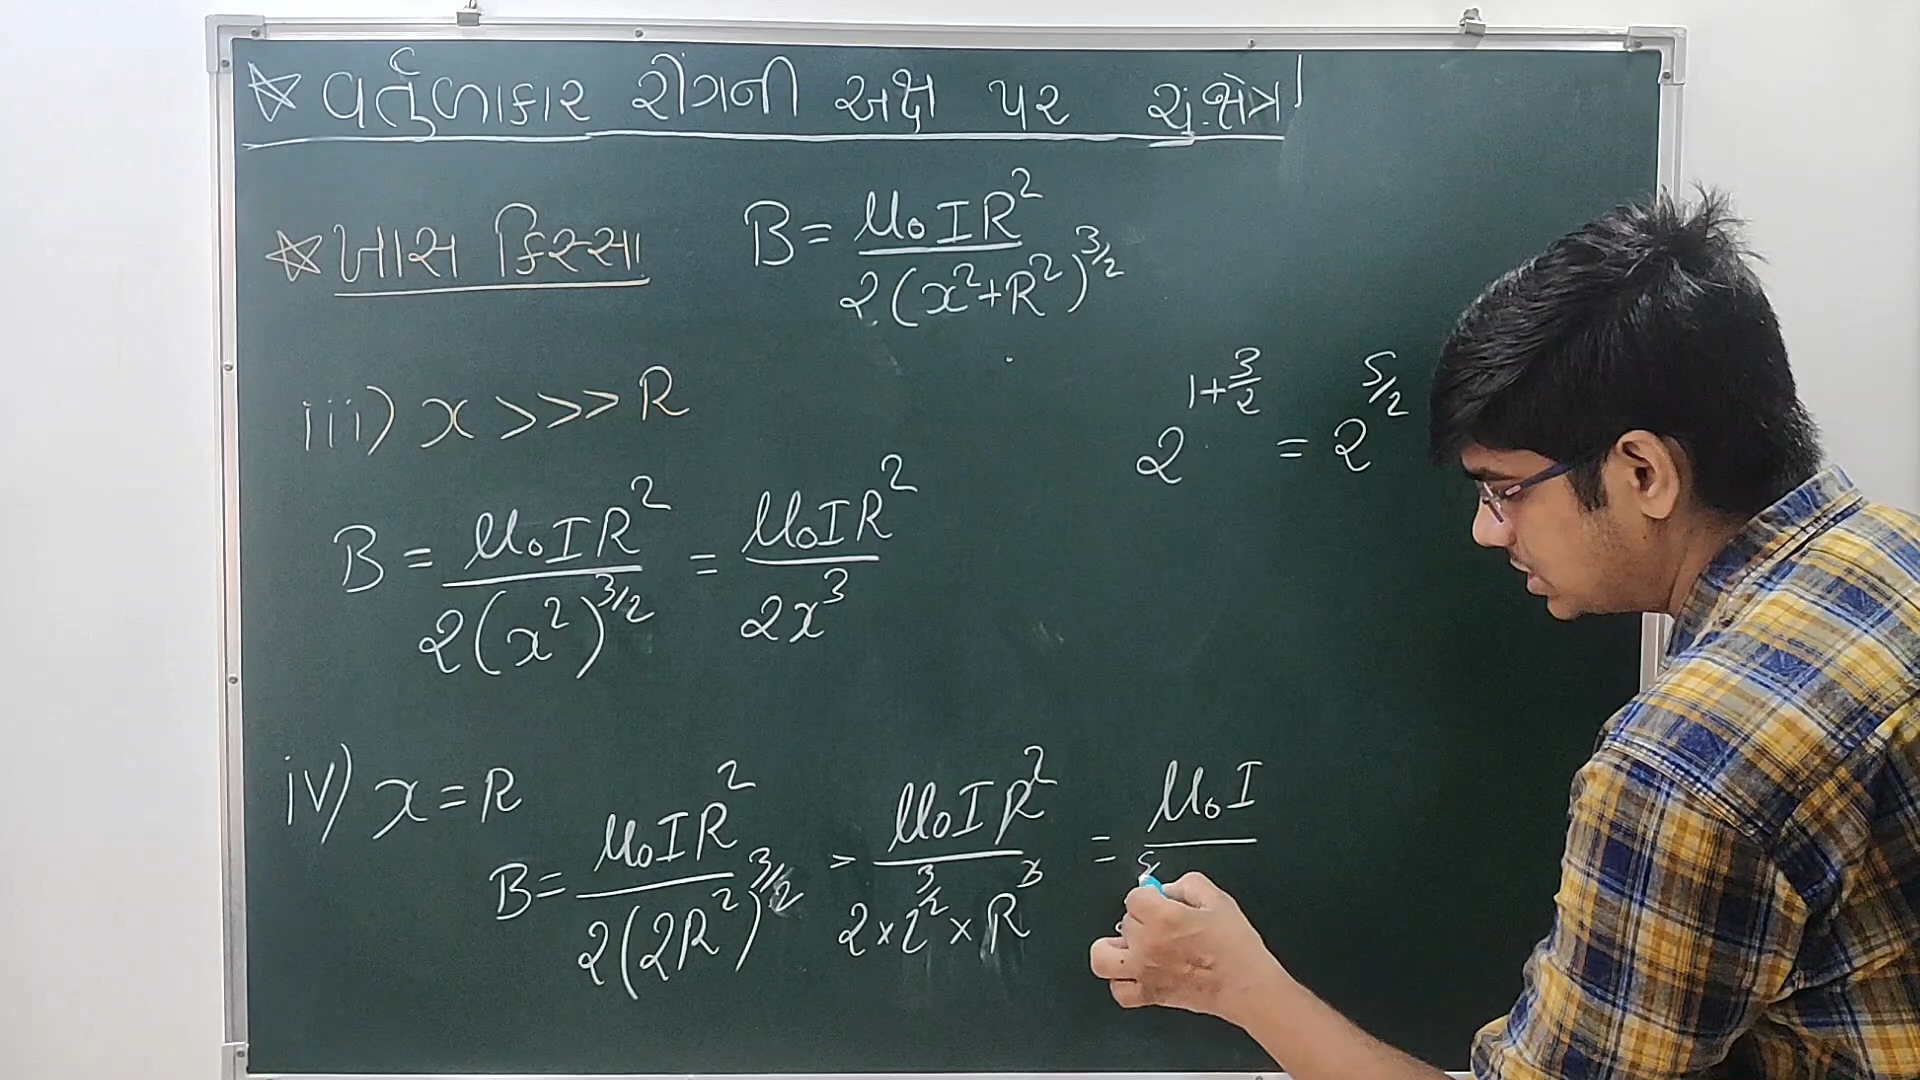 ☆ વર્તુળાકાર રીંગની અક્ષ પર ચું.ક્ષેત્ર
☆ ખાસ કિસ્સા B = μ₀IR² / 2(x²+R²)^3/2
iii) x >>> R
2^(1+3/2) = 2^5/2
B = μ₀IR² / 2(x²)^3/2 = μ₀IR² / 2x³
iv) x = R
B = μ₀IR² / 2(2R²)^3/2 = μ₀IR² / 2×2^3/2×R³ = μ₀I /